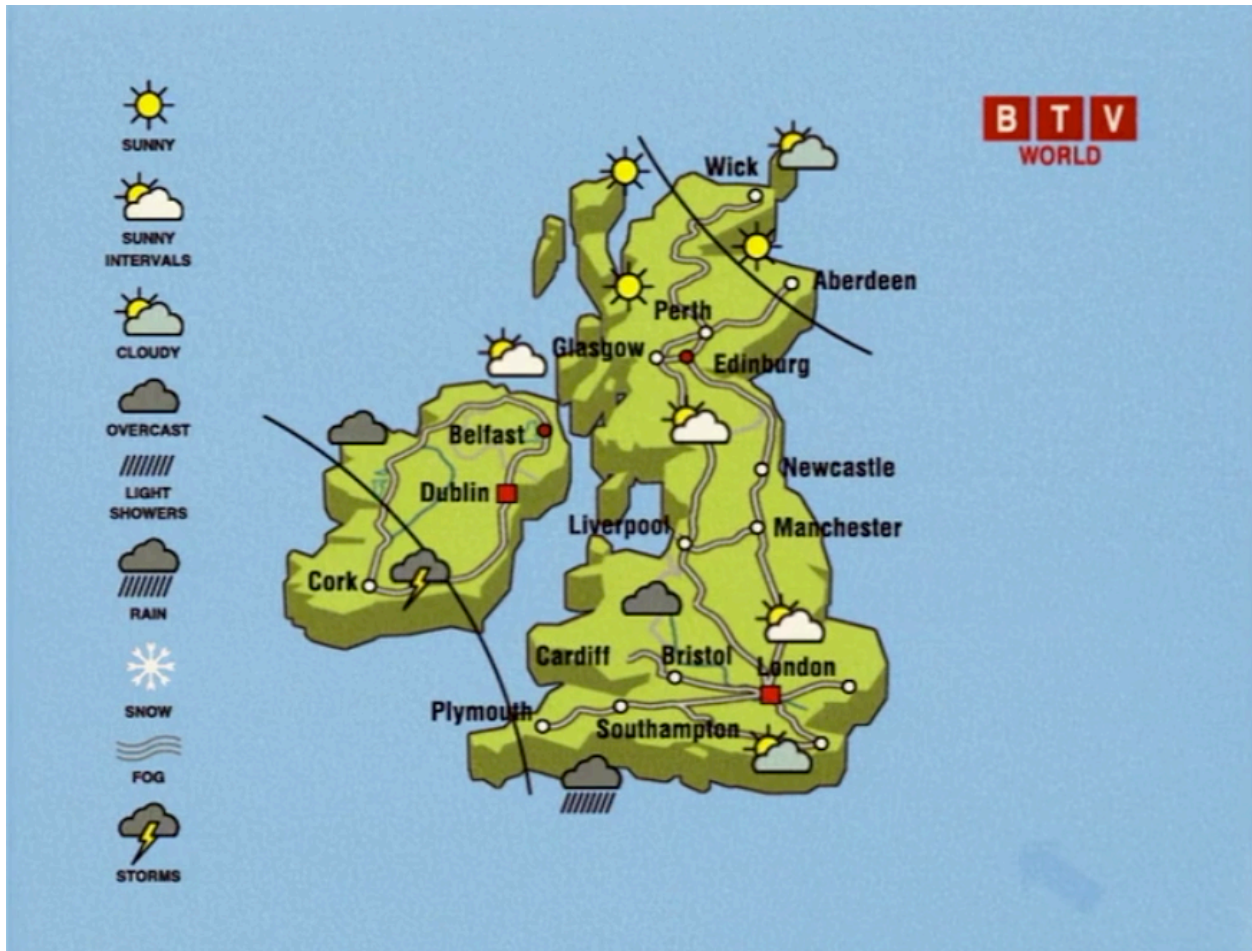 SUNNY
SUNNY
INTERVALS
CLOUDY
OVERCAST
LIGHT
SHOWERS
RAIN
SNOW
FOG
STORMS
B T V
WORLD
Wick
Aberdeen
Perth
Glasgow
Edinburg
Belfast
Newcastle
Dublin
Liverpool
Manchester
Cork
Cardiff
Bristol
London
Plymouth
Southampton